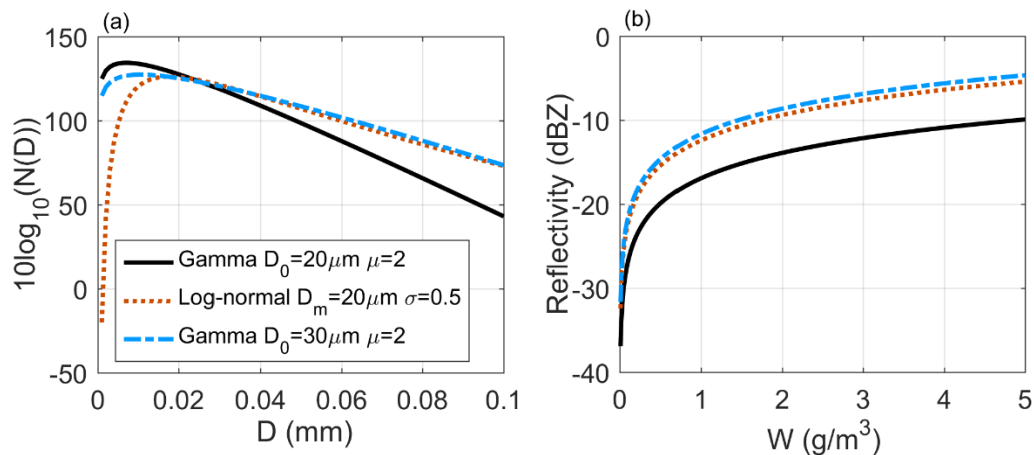 (a)
150
100
50
0
-50
10log₁₀(N(D))
0
0.02
0.04
0.06
0.08
0.1
D (mm)
Gamma D₀=20μm μ=2
Log-normal Dₘ=20μm σ=0.5
Gamma D₀=30μm μ=2
(b)
0
-10
-20
-30
-40
Reflectivity (dBZ)
0
1
2
3
4
5
W (g/m³)